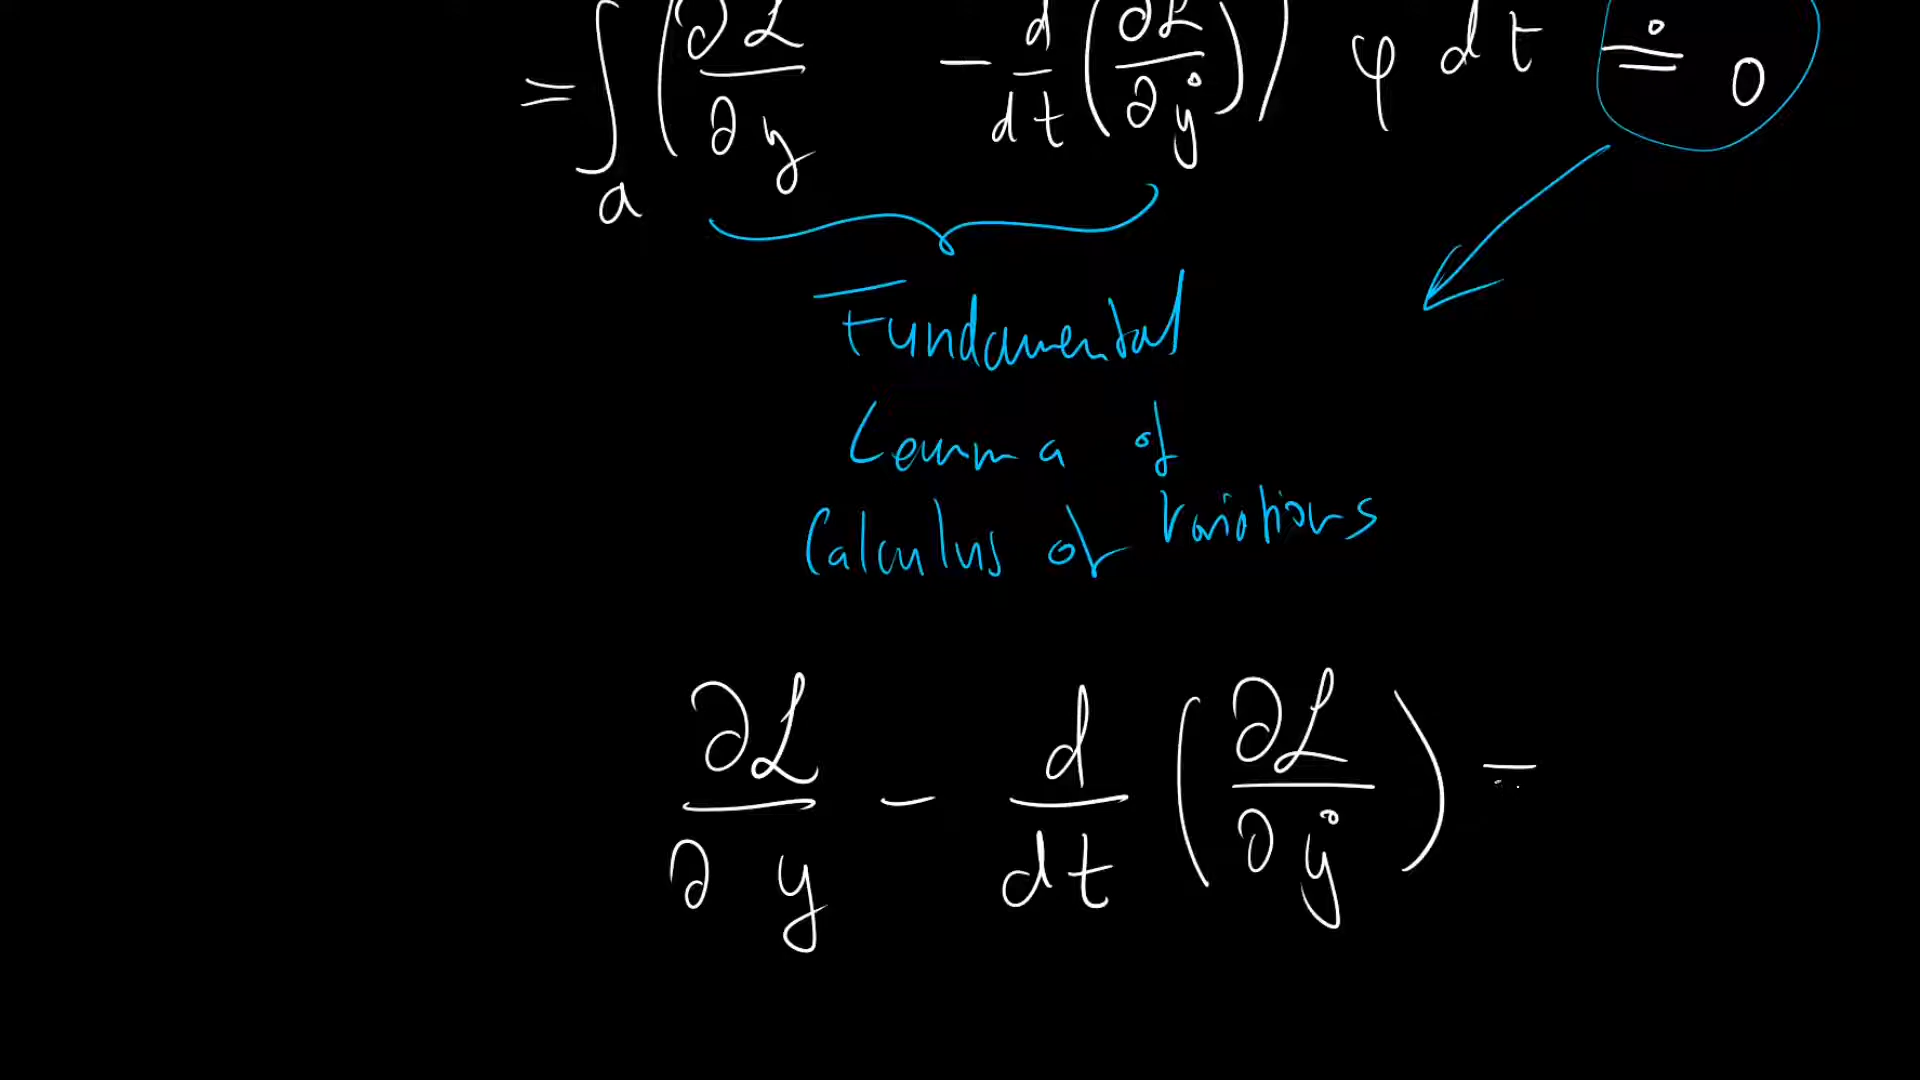 = ∫ₐ ( ∂ℒ/∂y − d/dt ( ∂ℒ/∂ẏ ) ) φ dt ≐ 0
Fundamental
Lemma of
Calculus of Variations
∂ℒ/∂y − d/dt ( ∂ℒ/∂ẏ ) =